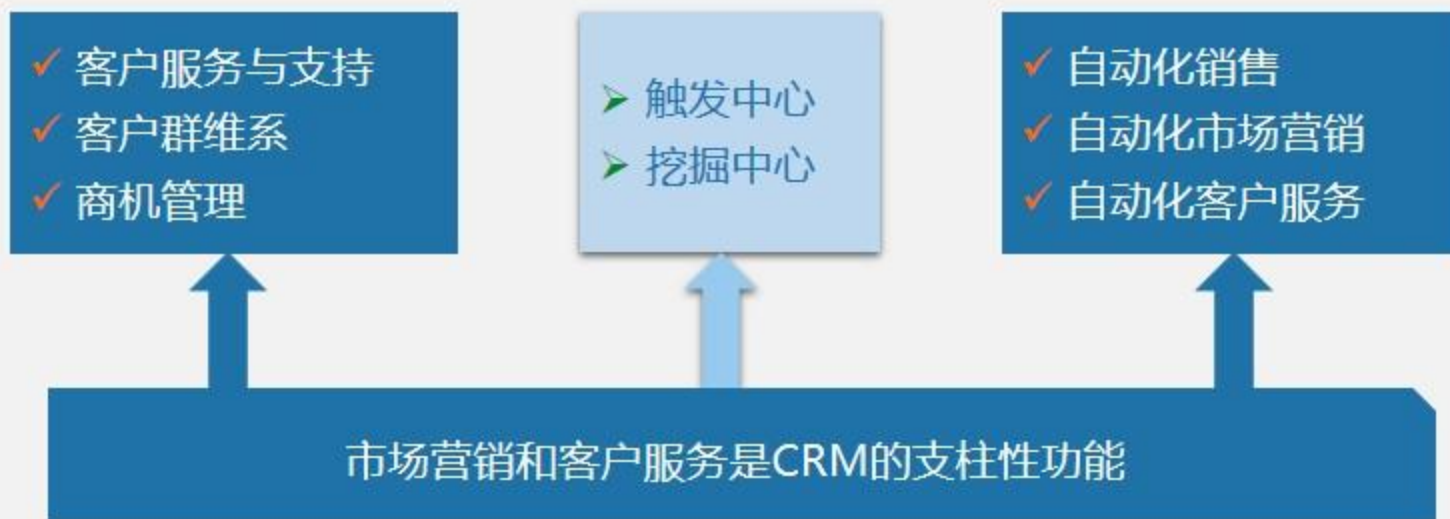 客户服务与支持
客户群维系
商机管理
触发中心
挖掘中心
自动化销售
自动化市场营销
自动化客户服务
市场营销和客户服务是CRM的支柱性功能